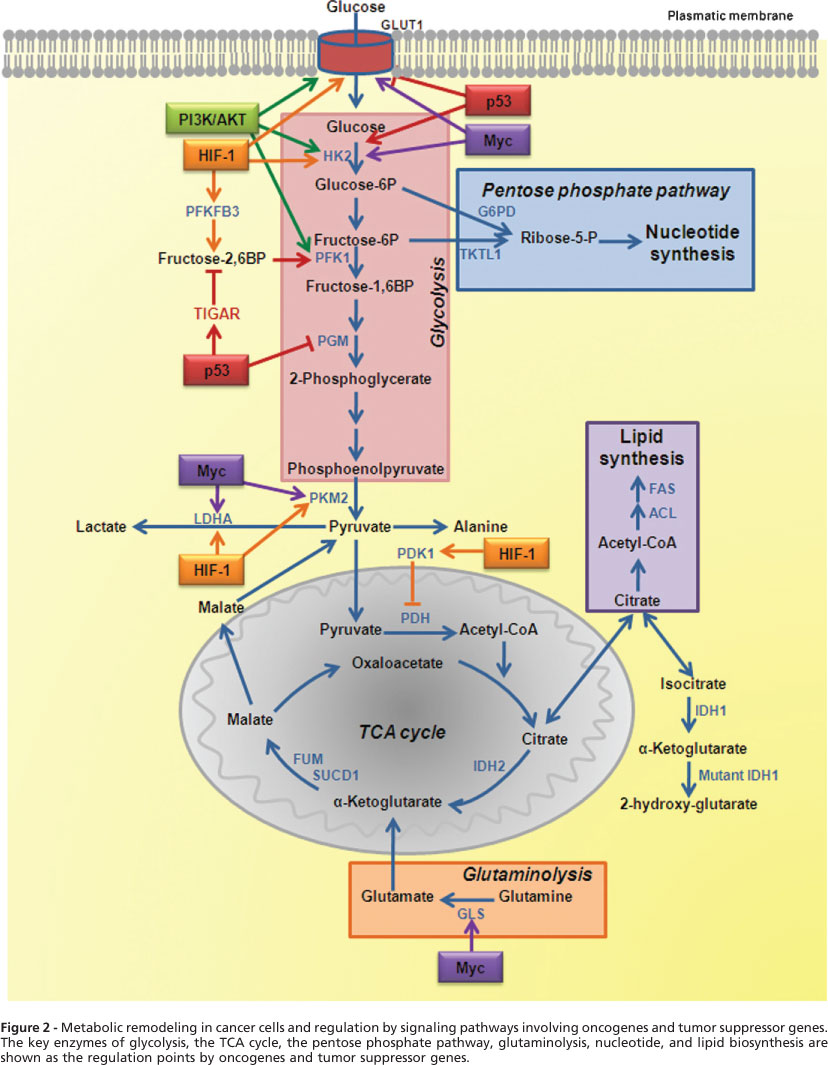 Glucose
GLUT1
Plasmatic membrane
PI3K/AKT
p53
HIF-1
Myc
Glucose
HK2
Glucose-6P
PFKFB3
Pentose phosphate pathway
G6PD
Ribose-5-P
Nucleotide
synthesis
Fructose-6P
TKTL1
Fructose-2,6BP
PFK1
Fructose-1,6BP
Glycolysis
TIGAR
PGM
p53
2-Phosphoglycerate
Lipid
synthesis
Myc
Phosphoenolpyruvate
PKM2
FAS
ACL
LDHA
Lactate
Pyruvate
Alanine
Acetyl-CoA
HIF-1
PDK1
HIF-1
Malate
Citrate
PDH
Pyruvate
Acetyl-CoA
Oxaloacetate
Isocitrate
Malate
TCA cycle
Citrate
IDH1
α-Ketoglutarate
FUM
SUCD1
IDH2
Mutant IDH1
α-Ketoglutarate
2-hydroxy-glutarate
Glutaminolysis
Glutamate
Glutamine
GLS
Myc
Figure 2 - Metabolic remodeling in cancer cells and regulation by signaling pathways involving oncogenes and tumor suppressor genes.
The key enzymes of glycolysis, the TCA cycle, the pentose phosphate pathway, glutaminolysis, nucleotide, and lipid biosynthesis are
shown as the regulation points by oncogenes and tumor suppressor genes.